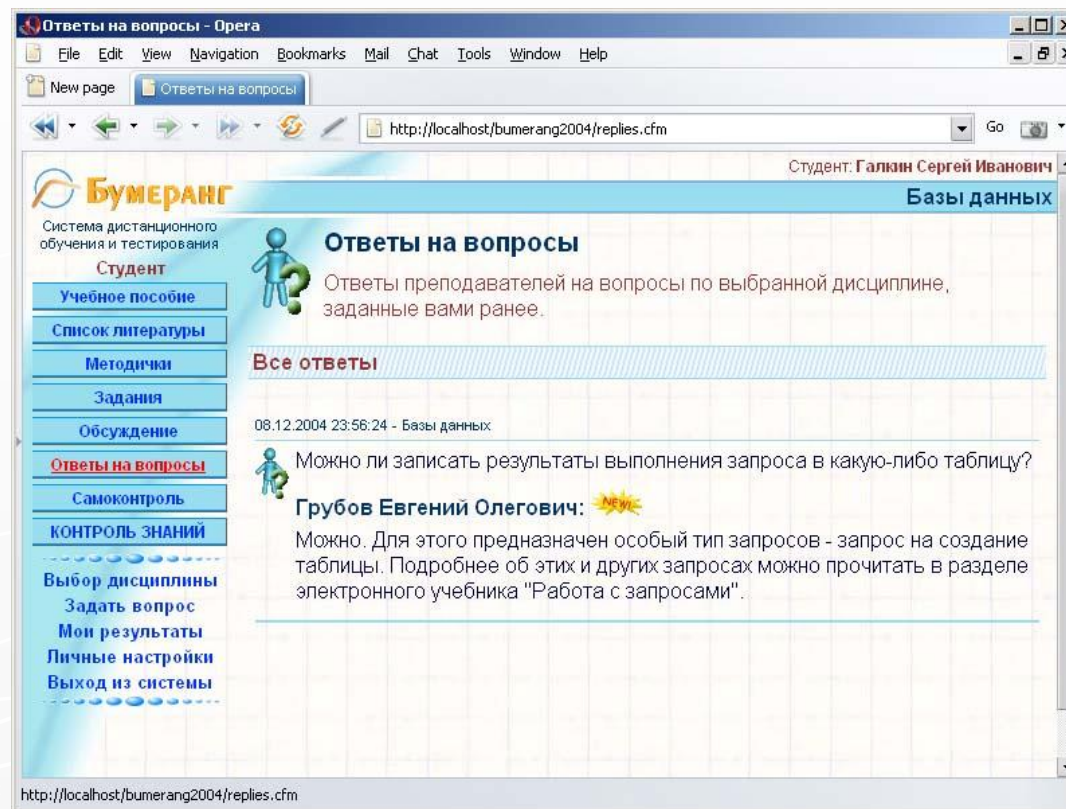 Ответы на вопросы - Opera
File Edit View Navigation Bookmarks Mail Chat Tools Window Help
New page Ответы на вопросы
http://localhost/bumerang2004/replies.cfm Go
Студент: Галкин Сергей Иванович
Бумеранг
Базы данных
Система дистанционного
обучения и тестирования
Студент
Учебное пособие
Список литературы
Методички
Задания
Обсуждение
Ответы на вопросы
Самоконтроль
КОНТРОЛЬ ЗНАНИЙ
Выбор дисциплины
Задать вопрос
Мои результаты
Личные настройки
Выход из системы
Ответы на вопросы
Ответы преподавателей на вопросы по выбранной дисциплине,
заданные вами ранее.
Все ответы
08.12.2004 23:56:24 - Базы данных
Можно ли записать результаты выполнения запроса в какую-либо таблицу?
Грубов Евгений Олегович: NEW!
Можно. Для этого предназначен особый тип запросов - запрос на создание
таблицы. Подробнее об этих и других запросах можно прочитать в разделе
электронного учебника "Работа с запросами".
http://localhost/bumerang2004/replies.cfm